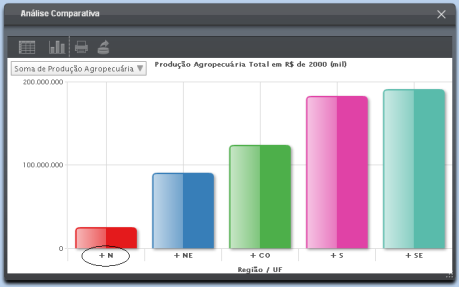 Análise Comparativa
Soma de Produção Agropecuária
Produção Agropecuária Total em R$ de 2000 (mil)
200.000.000
100.000.000
0
+ N + NE + CO + S + SE
Região / UF